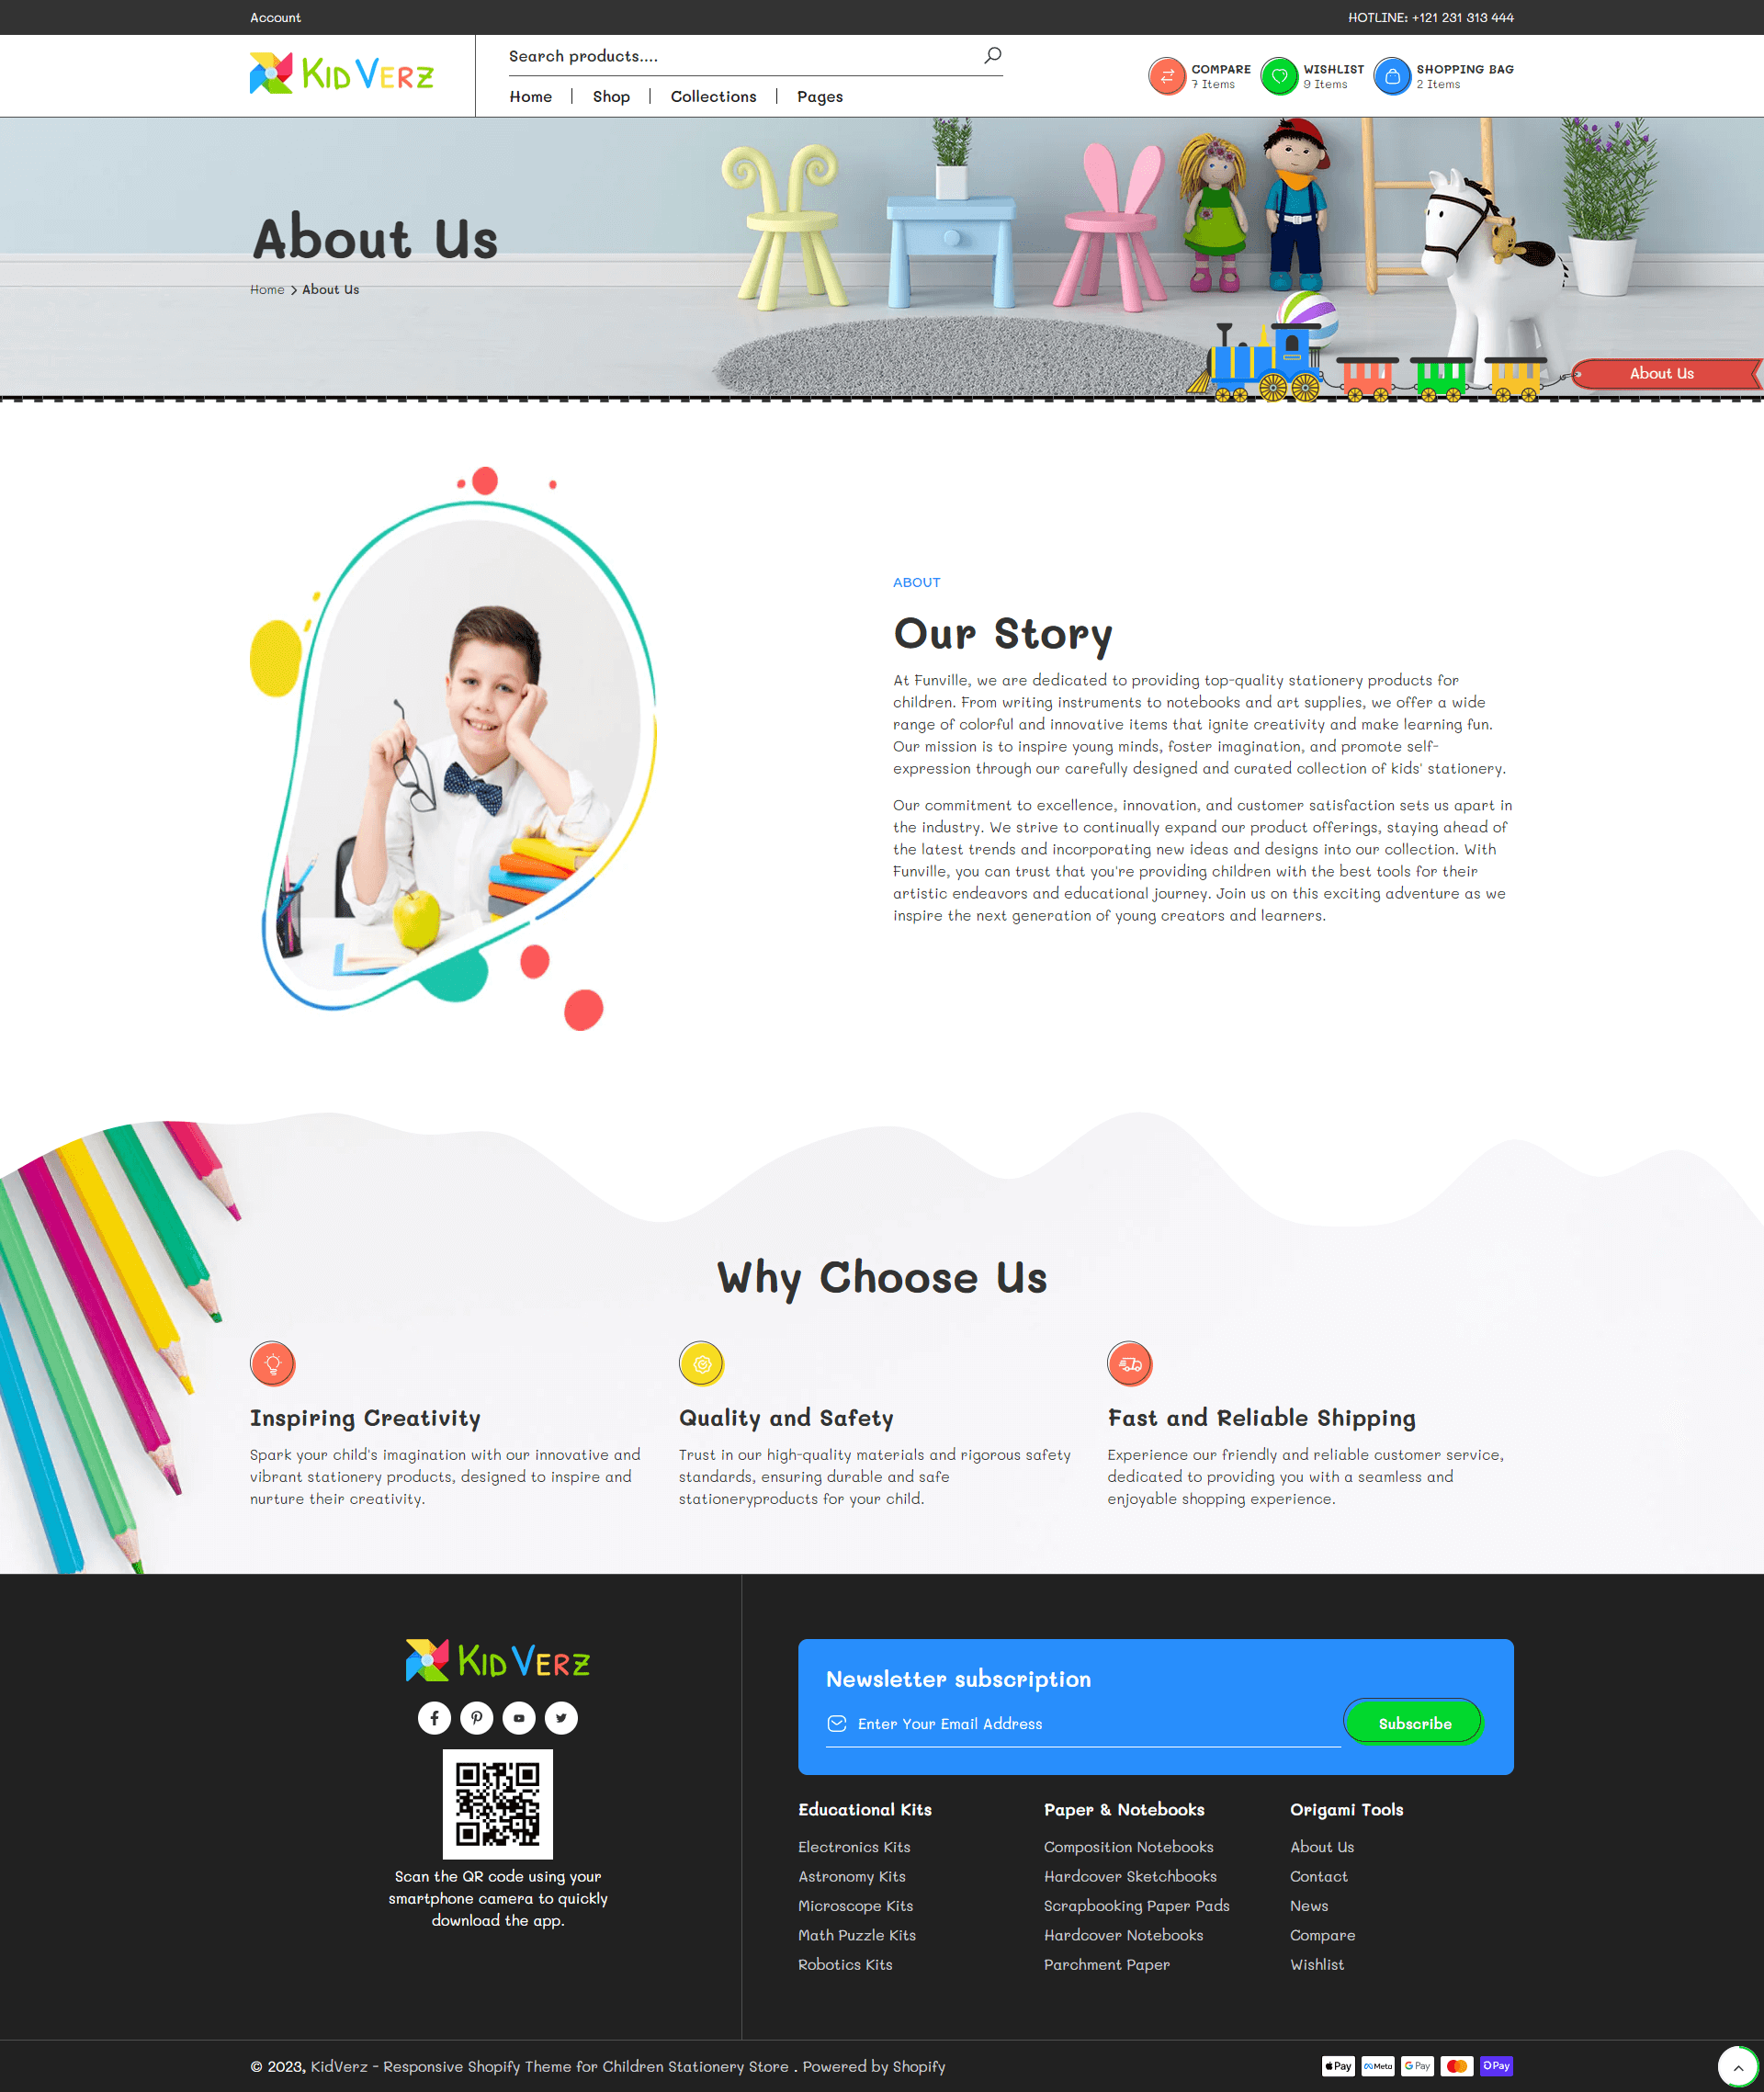 Account
HOTLINE: +121 231 313 444
KID VERZ
Search products....
COMPARE
7 Items
WISHLIST
9 Items
SHOPPING BAG
2 Items
Home
Shop
Collections
Pages
About Us
Home > About Us
About Us
ABOUT
Our Story
At Funville, we are dedicated to providing top-quality stationery products for
children. From writing instruments to notebooks and art supplies, we offer a wide
range of colorful and innovative items that ignite creativity and make learning fun.
Our mission is to inspire young minds, foster imagination, and promote self-
expression through our carefully designed and curated collection of kids' stationery.
Our commitment to excellence, innovation, and customer satisfaction sets us apart in
the industry. We strive to continually expand our product offerings, staying ahead of
the latest trends and incorporating new ideas and designs into our collection. With
Funville, you can trust that you're providing children with the best tools for their
artistic endeavors and educational journey. Join us on this exciting adventure as we
inspire the next generation of young creators and learners.
Why Choose Us
Inspiring Creativity
Spark your child's imagination with our innovative and
vibrant stationery products, designed to inspire and
nurture their creativity.
Quality and Safety
Trust in our high-quality materials and rigorous safety
standards, ensuring durable and safe
stationeryproducts for your child.
Fast and Reliable Shipping
Experience our friendly and reliable customer service,
dedicated to providing you with a seamless and
enjoyable shopping experience.
KID VERZ
Scan the QR code using your
smartphone camera to quickly
download the app.
Newsletter subscription
Enter Your Email Address
Subscribe
Educational Kits
Electronics Kits
Astronomy Kits
Microscope Kits
Math Puzzle Kits
Robotics Kits
Paper & Notebooks
Composition Notebooks
Hardcover Sketchbooks
Scrapbooking Paper Pads
Hardcover Notebooks
Parchment Paper
Origami Tools
About Us
Contact
News
Compare
Wishlist
© 2023, KidVerz - Responsive Shopify Theme for Children Stationery Store . Powered by Shopify
Pay
Meta
G Pay
Pay